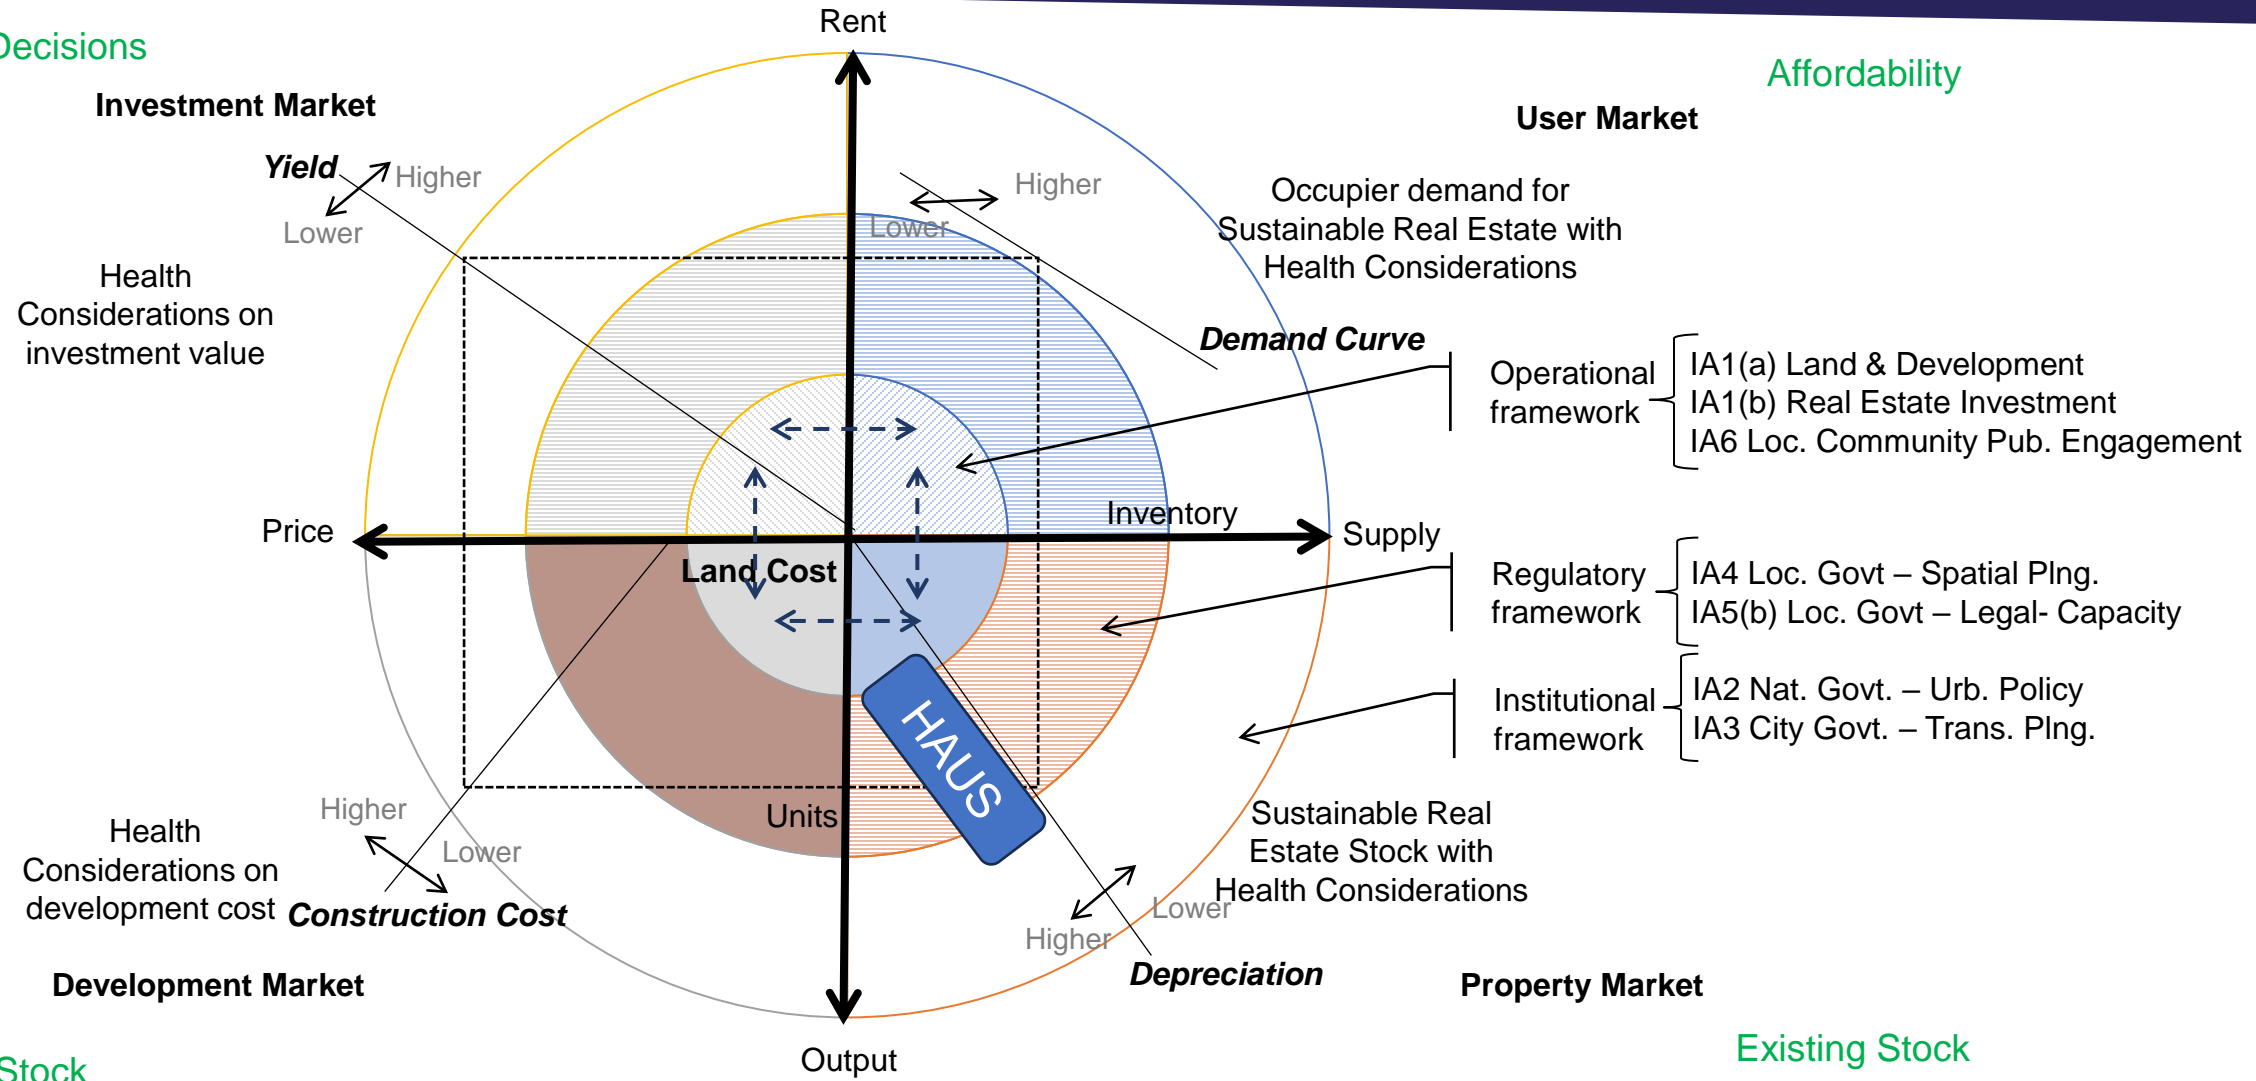 Rent
Decisions
Affordability
Investment Market
User Market
Yield
Higher
Lower
Higher
Lower
Occupier demand for
Sustainable Real Estate with
Health Considerations
Health
Considerations on
investment value
Demand Curve
Operational
framework
IA1(a) Land & Development
IA1(b) Real Estate Investment
IA6 Loc. Community Pub. Engagement
Price
Inventory
Supply
Land Cost
Regulatory
framework
IA4 Loc. Govt – Spatial Plng.
IA5(b) Loc. Govt – Legal- Capacity
Institutional
framework
IA2 Nat. Govt. – Urb. Policy
IA3 City Govt. – Trans. Plng.
HAUS
Units
Higher
Lower
Health
Considerations on
development cost
Construction Cost
Sustainable Real
Estate Stock with
Health Considerations
Lower
Higher
Depreciation
Development Market
Property Market
Output
Existing Stock
Stock